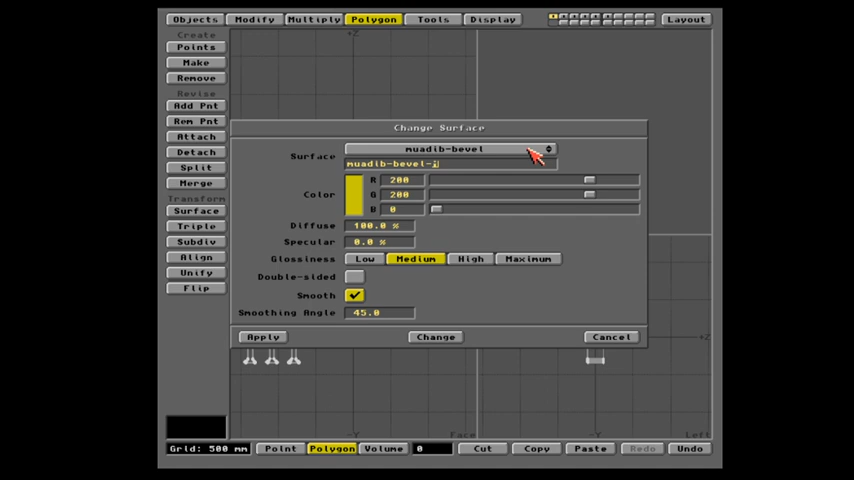 Objects Modify Multiply Polygon Tools Display Layout
Create
Points
Make
Remove
Revise
Add Pnt
Rem Pnt
Attach
Detach
Split
Merge
Transform
Surface
Triple
Subdiv
Align
Unify
Flip
+Z
Change Surface
Surface muadib-bevel
muadib-bevel-i
Color R 200
G 200
B 0
Diffuse 100.0 %
Specular 0.0 %
Glossiness Low Medium High Maximum
Double-sided
Smooth
Smoothing Angle 45.0
Apply Change Cancel
+Z
-Y Face -Y Left
Grid: 500 mm Point Polygon Volume 0 Cut Copy Paste Redo Undo